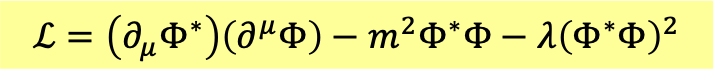 ℒ = (∂_μΦ*)(∂^μΦ) − m²Φ*Φ − λ(Φ*Φ)²